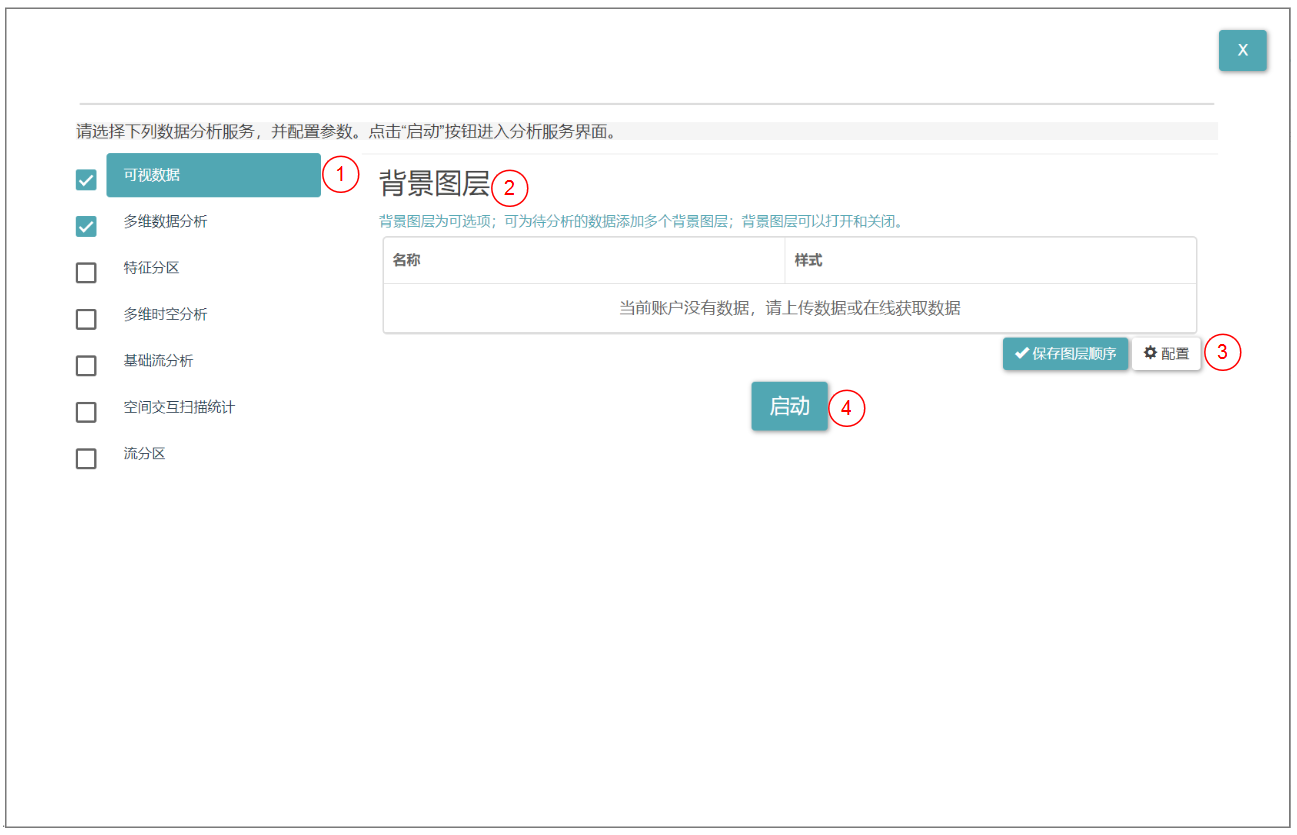 X
请选择下列数据分析服务，并配置参数。点击“启动”按钮进入分析服务界面。
可视数据 1
多维数据分析
特征分区
多维时空分析
基础流分析
空间交互扫描统计
流分区
背景图层 2
背景图层为可选项；可为待分析的数据添加多个背景图层；背景图层可以打开和关闭。
名称 样式
当前账户没有数据，请上传数据或在线获取数据
保存图层顺序 配置 3
启动 4